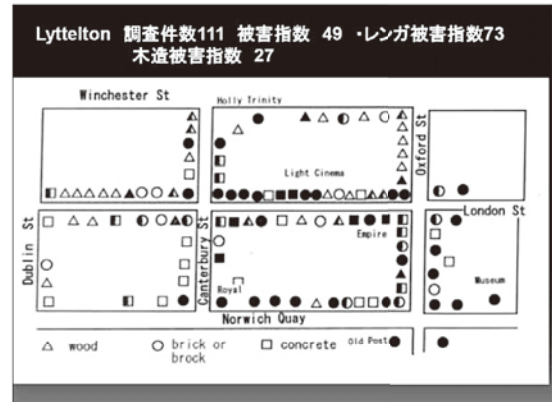 Lyttelton 調査件数111 被害指数 49 ・レンガ被害指数73
木造被害指数 27
Winchester St
Holly Trinity
Oxford St
Light Cinema
London St
Dublin St
Canterbury St
Empire
Museum
Royal
Norwich Quay
Old Post
wood
brick or
brock
concrete